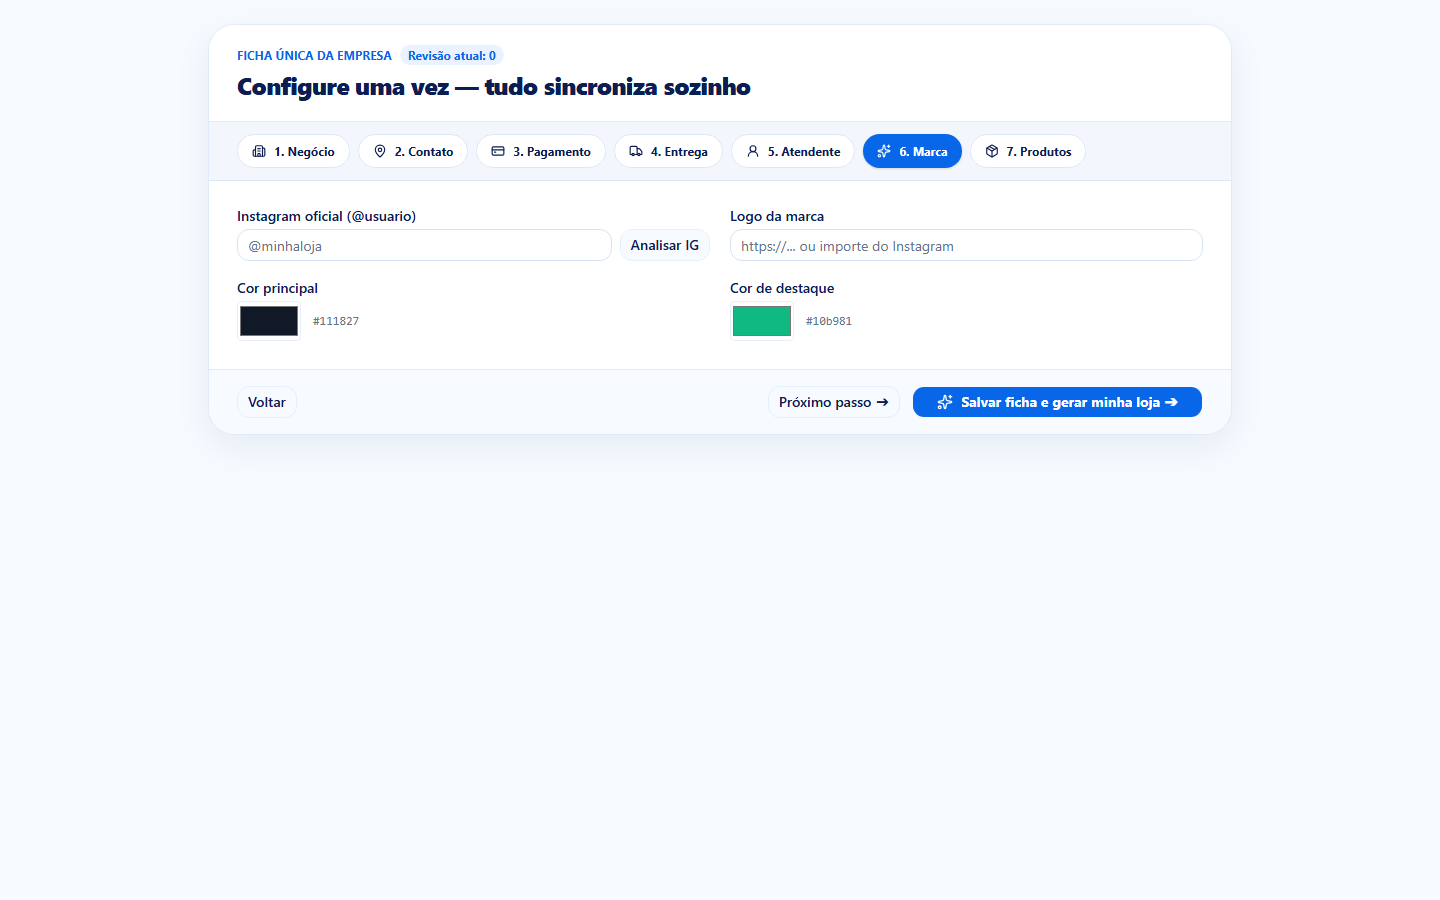 FICHA ÚNICA DA EMPRESA Revisão atual: 0
Configure uma vez — tudo sincroniza sozinho
1. Negócio 2. Contato 3. Pagamento 4. Entrega 5. Atendente 6. Marca 7. Produtos
Instagram oficial (@usuario)
@minhaloja Analisar IG
Logo da marca
https://... ou importe do Instagram
Cor principal
#111827
Cor de destaque
#10b981
Voltar Próximo passo → Salvar ficha e gerar minha loja →